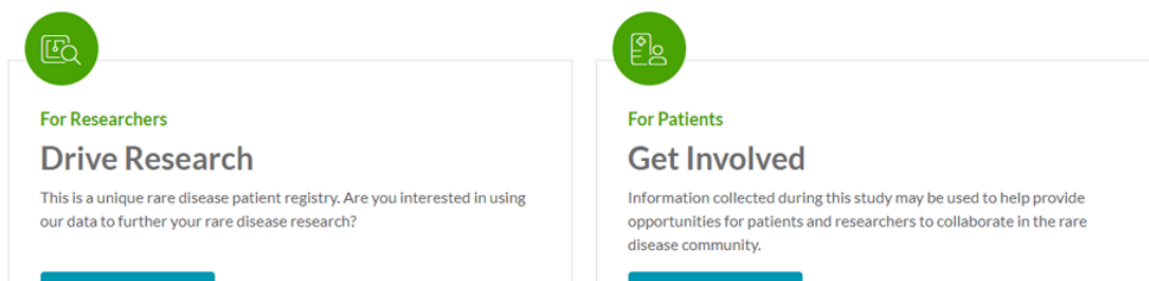 For Researchers
Drive Research
This is a unique rare disease patient registry. Are you interested in using
our data to further your rare disease research?
For Patients
Get Involved
Information collected during this study may be used to help provide
opportunities for patients and researchers to collaborate in the rare
disease community.